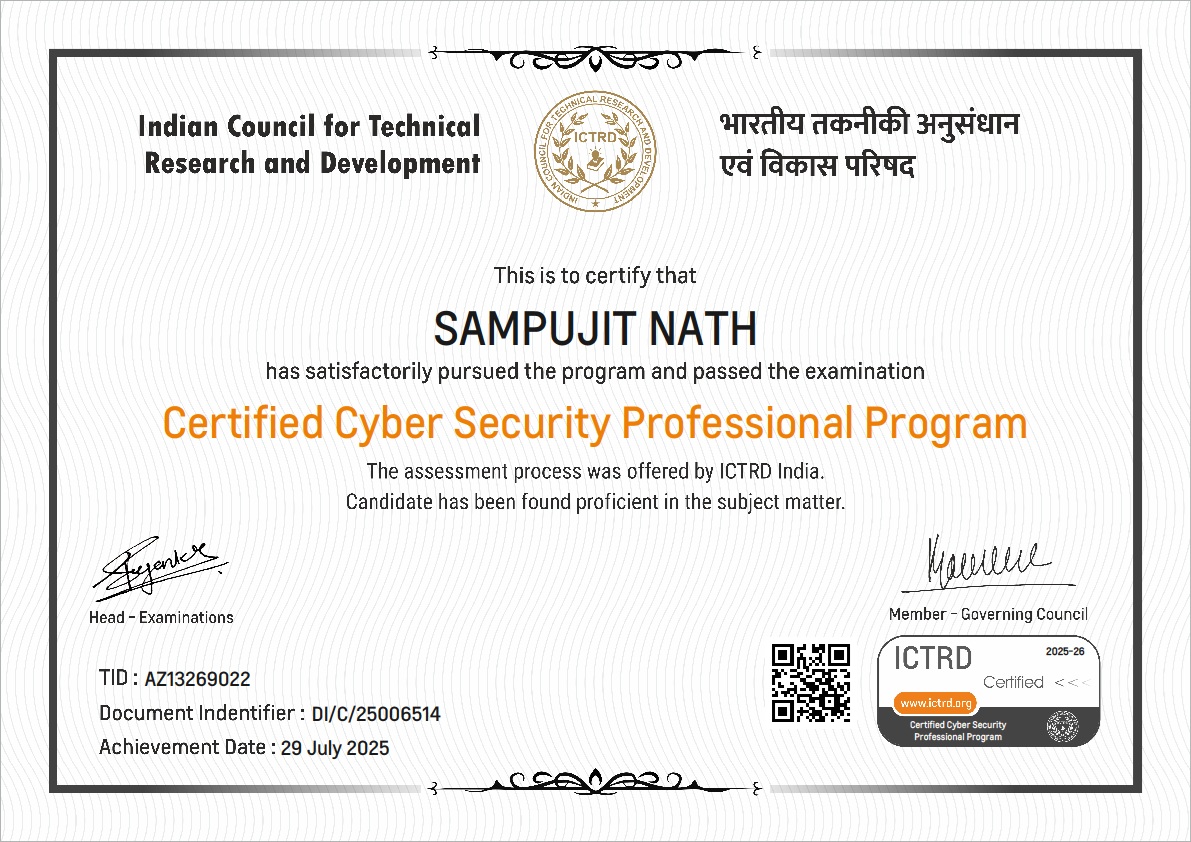 Indian Council for Technical
Research and Development
INDIAN COUNCIL FOR TECHNICAL RESEARCH AND DEVELOPMENT
ICTRD
भारतीय तकनीकी अनुसंधान
एवं विकास परिषद
This is to certify that
SAMPUJIT NATH
has satisfactorily pursued the program and passed the examination
Certified Cyber Security Professional Program
The assessment process was offered by ICTRD India.
Candidate has been found proficient in the subject matter.
Head - Examinations
Member - Governing Council
TID : AZ13269022
Document Indentifier : DI/C/25006514
Achievement Date : 29 July 2025
ICTRD
2025-26
Certified <<<
www.ictrd.org
Certified Cyber Security
Professional Program